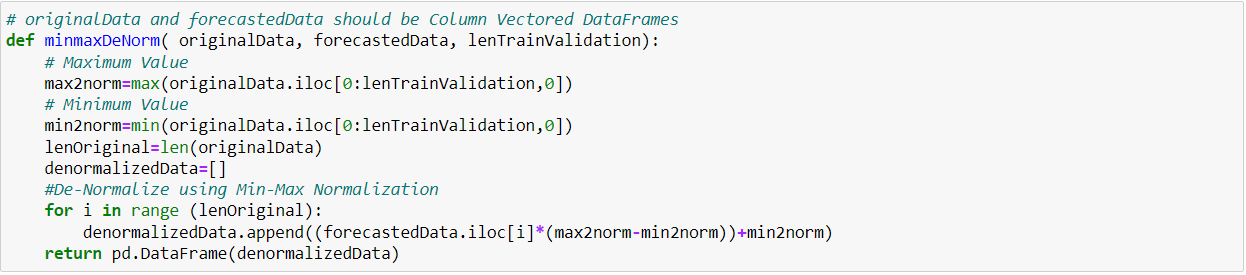 # originalData and forecastedData should be Column Vectored DataFrames
def minmaxDeNorm( originalData, forecastedData, lenTrainValidation):
    # Maximum Value
    max2norm=max(originalData.iloc[0:lenTrainValidation,0])
    # Minimum Value
    min2norm=min(originalData.iloc[0:lenTrainValidation,0])
    lenOriginal=len(originalData)
    denormalizedData=[]
    #De-Normalize using Min-Max Normalization
    for i in range (lenOriginal):
        denormalizedData.append((forecastedData.iloc[i]*(max2norm-min2norm))+min2norm)
    return pd.DataFrame(denormalizedData)